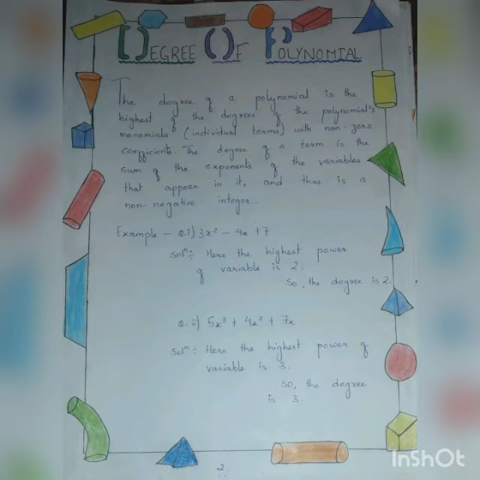 Degree Of Polynomial
The degree of a polynomial is the
highest of the degrees of the polynomial's
monomials (individual terms) with non-zero
coefficients. The degree of a term is the
sum of the exponents of the variables
that appear in it, and thus is a
non-negative integer.
Example - Q.i) 3x² - 4x + 7
Solⁿ÷ Here the highest power
of variable is 2.
So, the degree is 2.
Q.ii) 5x³ + 4x² + 7x
Solⁿ÷ Here the highest power of
variable is 3.
So, the degree
is 3.
2.
InShOt